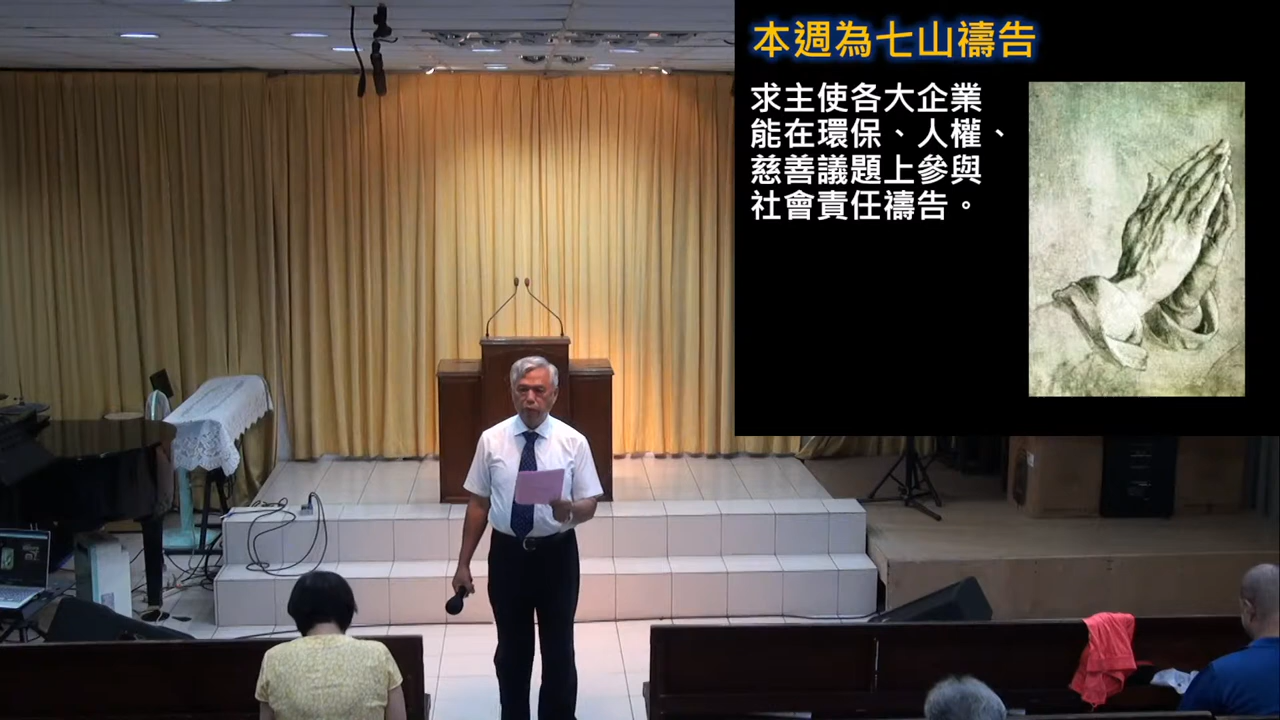 本週為七山禱告
求主使各大企業
能在環保、人權、
慈善議題上參與
社會責任禱告。